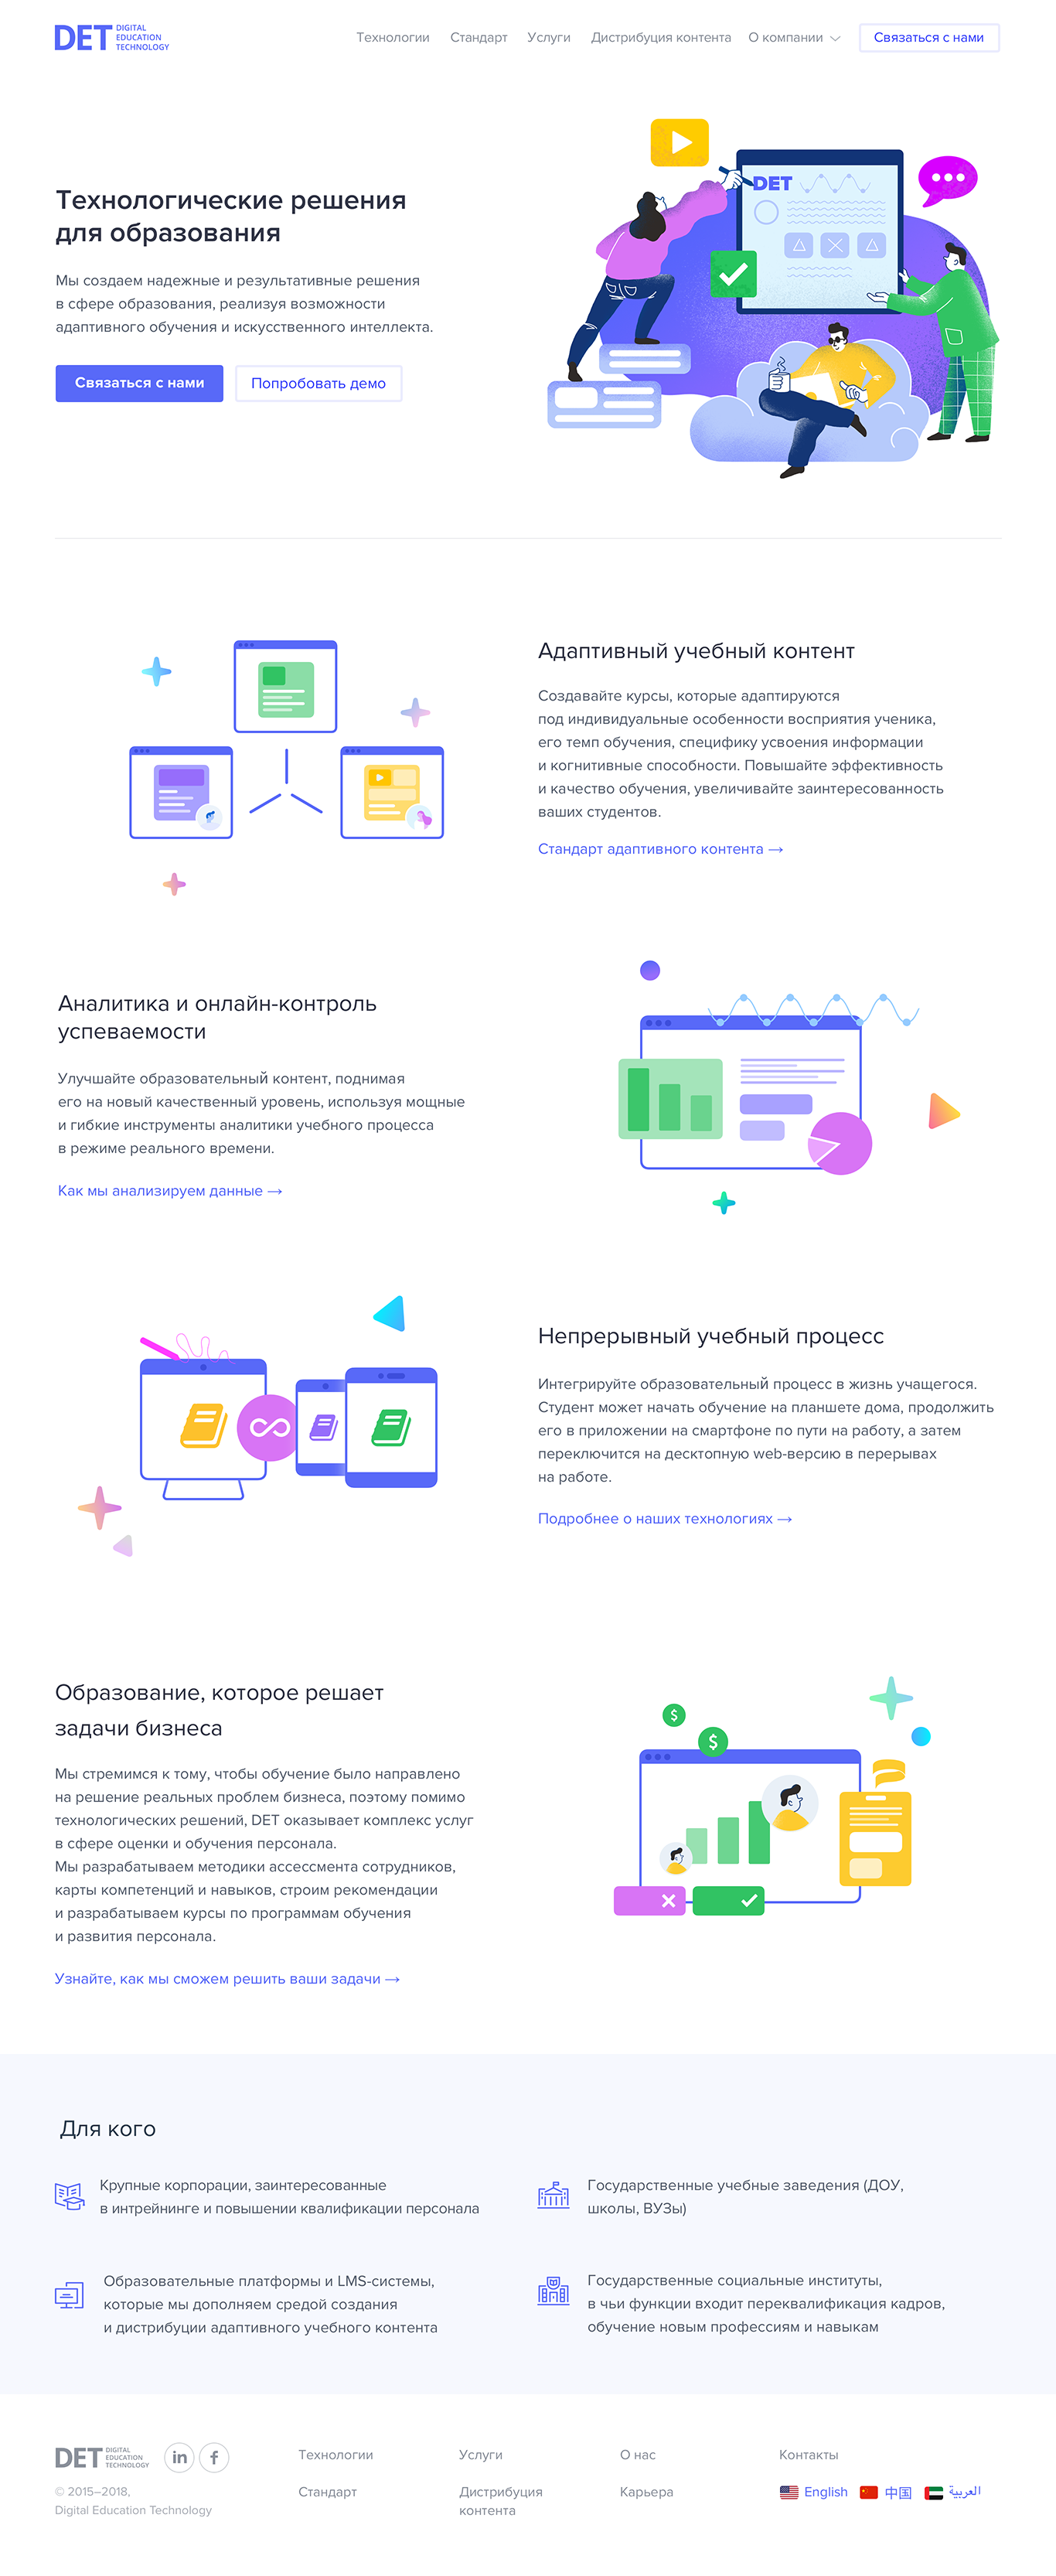 DET DIGITAL
EDUCATION
TECHNOLOGY
Технологии Стандарт Услуги Дистрибуция контента О компании Связаться с нами
DET
Технологические решения
для образования
Мы создаем надежные и результативные решения
в сфере образования, реализуя возможности
адаптивного обучения и искусственного интеллекта.
Связаться с нами Попробовать демо
Адаптивный учебный контент
Создавайте курсы, которые адаптируются
под индивидуальные особенности восприятия ученика,
его темп обучения, специфику усвоения информации
и когнитивные способности. Повышайте эффективность
и качество обучения, увеличивайте заинтересованность
ваших студентов.
Стандарт адаптивного контента →
Аналитика и онлайн-контроль
успеваемости
Улучшайте образовательный контент, поднимая
его на новый качественный уровень, используя мощные
и гибкие инструменты аналитики учебного процесса
в режиме реального времени.
Как мы анализируем данные →
Непрерывный учебный процесс
Интегрируйте образовательный процесс в жизнь учащегося.
Студент может начать обучение на планшете дома, продолжить
его в приложении на смартфоне по пути на работу, а затем
переключится на десктопную web-версию в перерывах
на работе.
Подробнее о наших технологиях →
Образование, которое решает
задачи бизнеса
Мы стремимся к тому, чтобы обучение было направлено
на решение реальных проблем бизнеса, поэтому помимо
технологических решений, DET оказывает комплекс услуг
в сфере оценки и обучения персонала.
Мы разрабатываем методики ассессмента сотрудников,
карты компетенций и навыков, строим рекомендации
и разрабатываем курсы по программам обучения
и развития персонала.
Узнайте, как мы сможем решить ваши задачи →
$
$
Для кого
Крупные корпорации, заинтересованные
в интрейнинге и повышении квалификации персонала
Государственные учебные заведения (ДОУ,
школы, ВУЗы)
Образовательные платформы и LMS-системы,
которые мы дополняем средой создания
и дистрибуции адаптивного учебного контента
Государственные социальные институты,
в чьи функции входит переквалификация кадров,
обучение новым профессиям и навыкам
DET DIGITAL
EDUCATION
TECHNOLOGY
in f
© 2015–2018,
Digital Education Technology
Технологии Услуги О нас Контакты
Стандарт Дистрибуция
контента
Карьера
English 中国 العربية